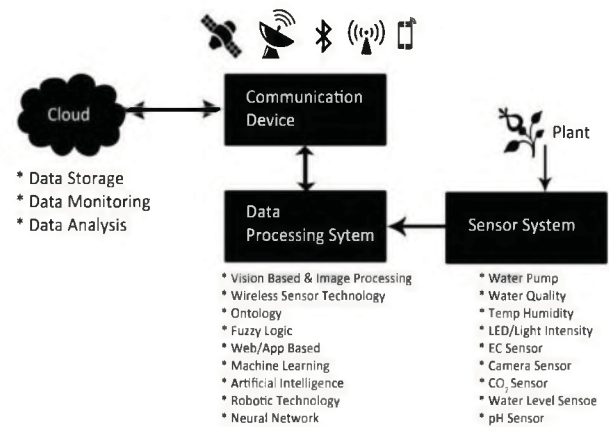 Communication
Device
Cloud
Plant
* Data Storage
* Data Monitoring
* Data Analysis
Data
Processing Sytem
Sensor System
* Vision Based & Image Processing
* Wireless Sensor Technology
* Ontology
* Fuzzy Logic
* Web/App Based
* Machine Learning
* Artificial Intelligence
* Robotic Technology
* Neural Network
* Water Pump
* Water Quality
* Temp Humidity
* LED/Light Intensity
* EC Sensor
* Camera Sensor
* CO₂ Sensor
* Water Level Sensoe
* pH Sensor